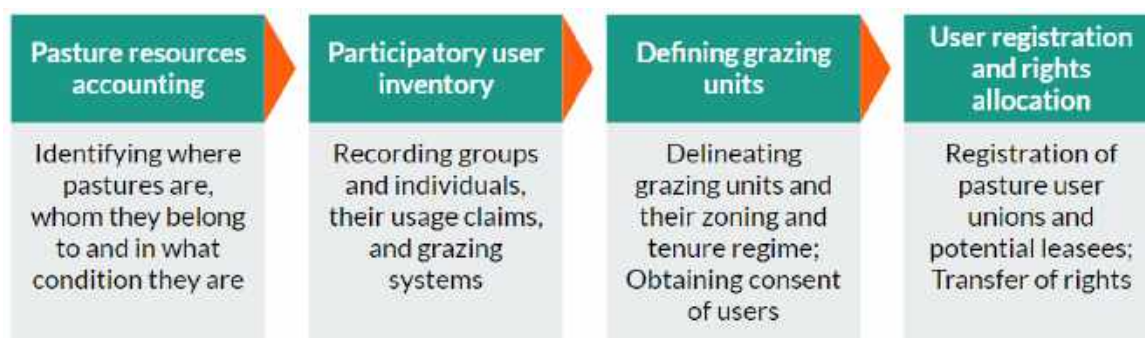 Pasture resources
accounting
Identifying where
pastures are,
whom they belong
to and in what
condition they are
Participatory user
inventory
Recording groups
and individuals,
their usage claims,
and grazing
systems
Defining grazing
units
Delineating
grazing units and
their zoning and
tenure regime;
Obtaining consent
of users
User registration
and rights
allocation
Registration of
pasture user
unions and
potential leasees;
Transfer of rights